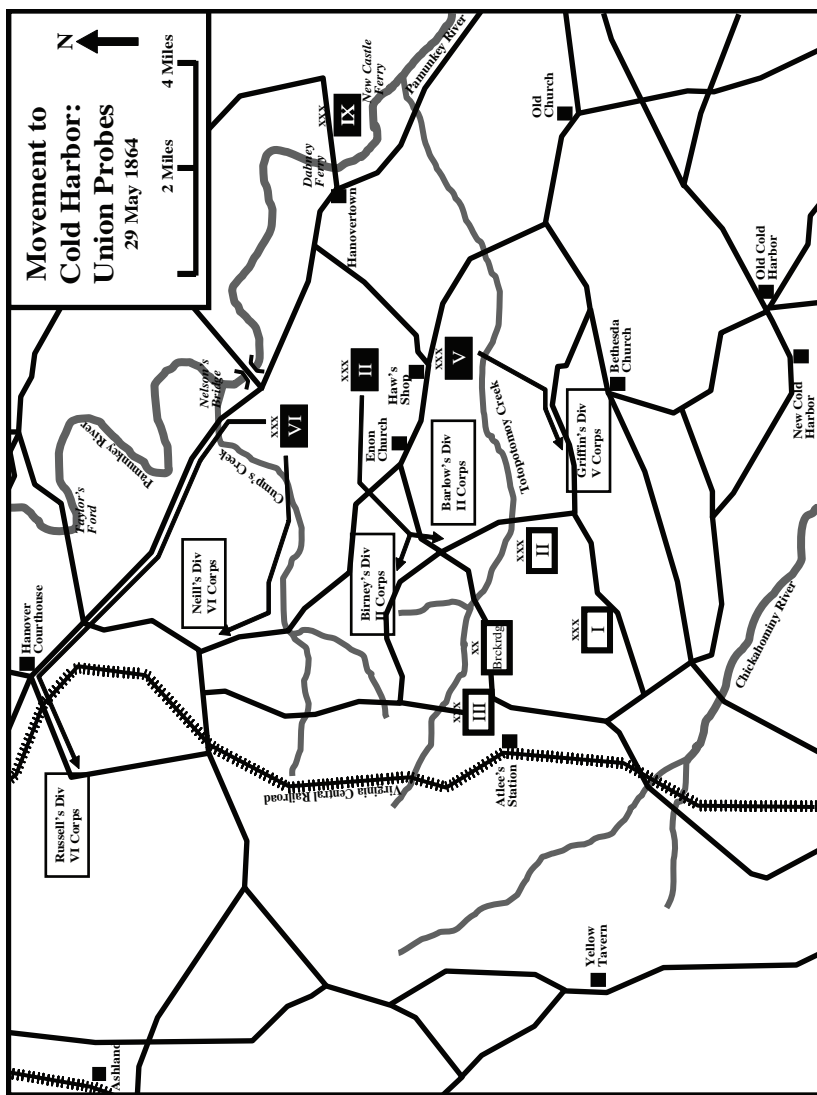 Movement to
Cold Harbor:
Union Probes
29 May 1864
N
2 Miles
4 Miles
Ashland
Hanover
Courthouse
Taylor's
Ford
Pamunkey River
Nelson's
Bridge
Dabney
Ferry
Hanovertown
New Castle
Ferry
Pamunkey River
XXX
IX
Russell's Div
VI Corps
Neill's Div
VI Corps
Cump's Creek
XXX
VI
XXX
II
Enon
Church
Haw's
Shop
XXX
V
Birney's Div
II Corps
Barlow's Div
II Corps
Totopotomoy Creek
Old
Church
Virginia Central Railroad
XXX
III
XX
Brckndg
XXX
II
Griffin's Div
V Corps
Atlee's
Station
XXX
I
Bethesda
Church
Yellow
Tavern
Chickahominy River
Old Cold
Harbor
New Cold
Harbor